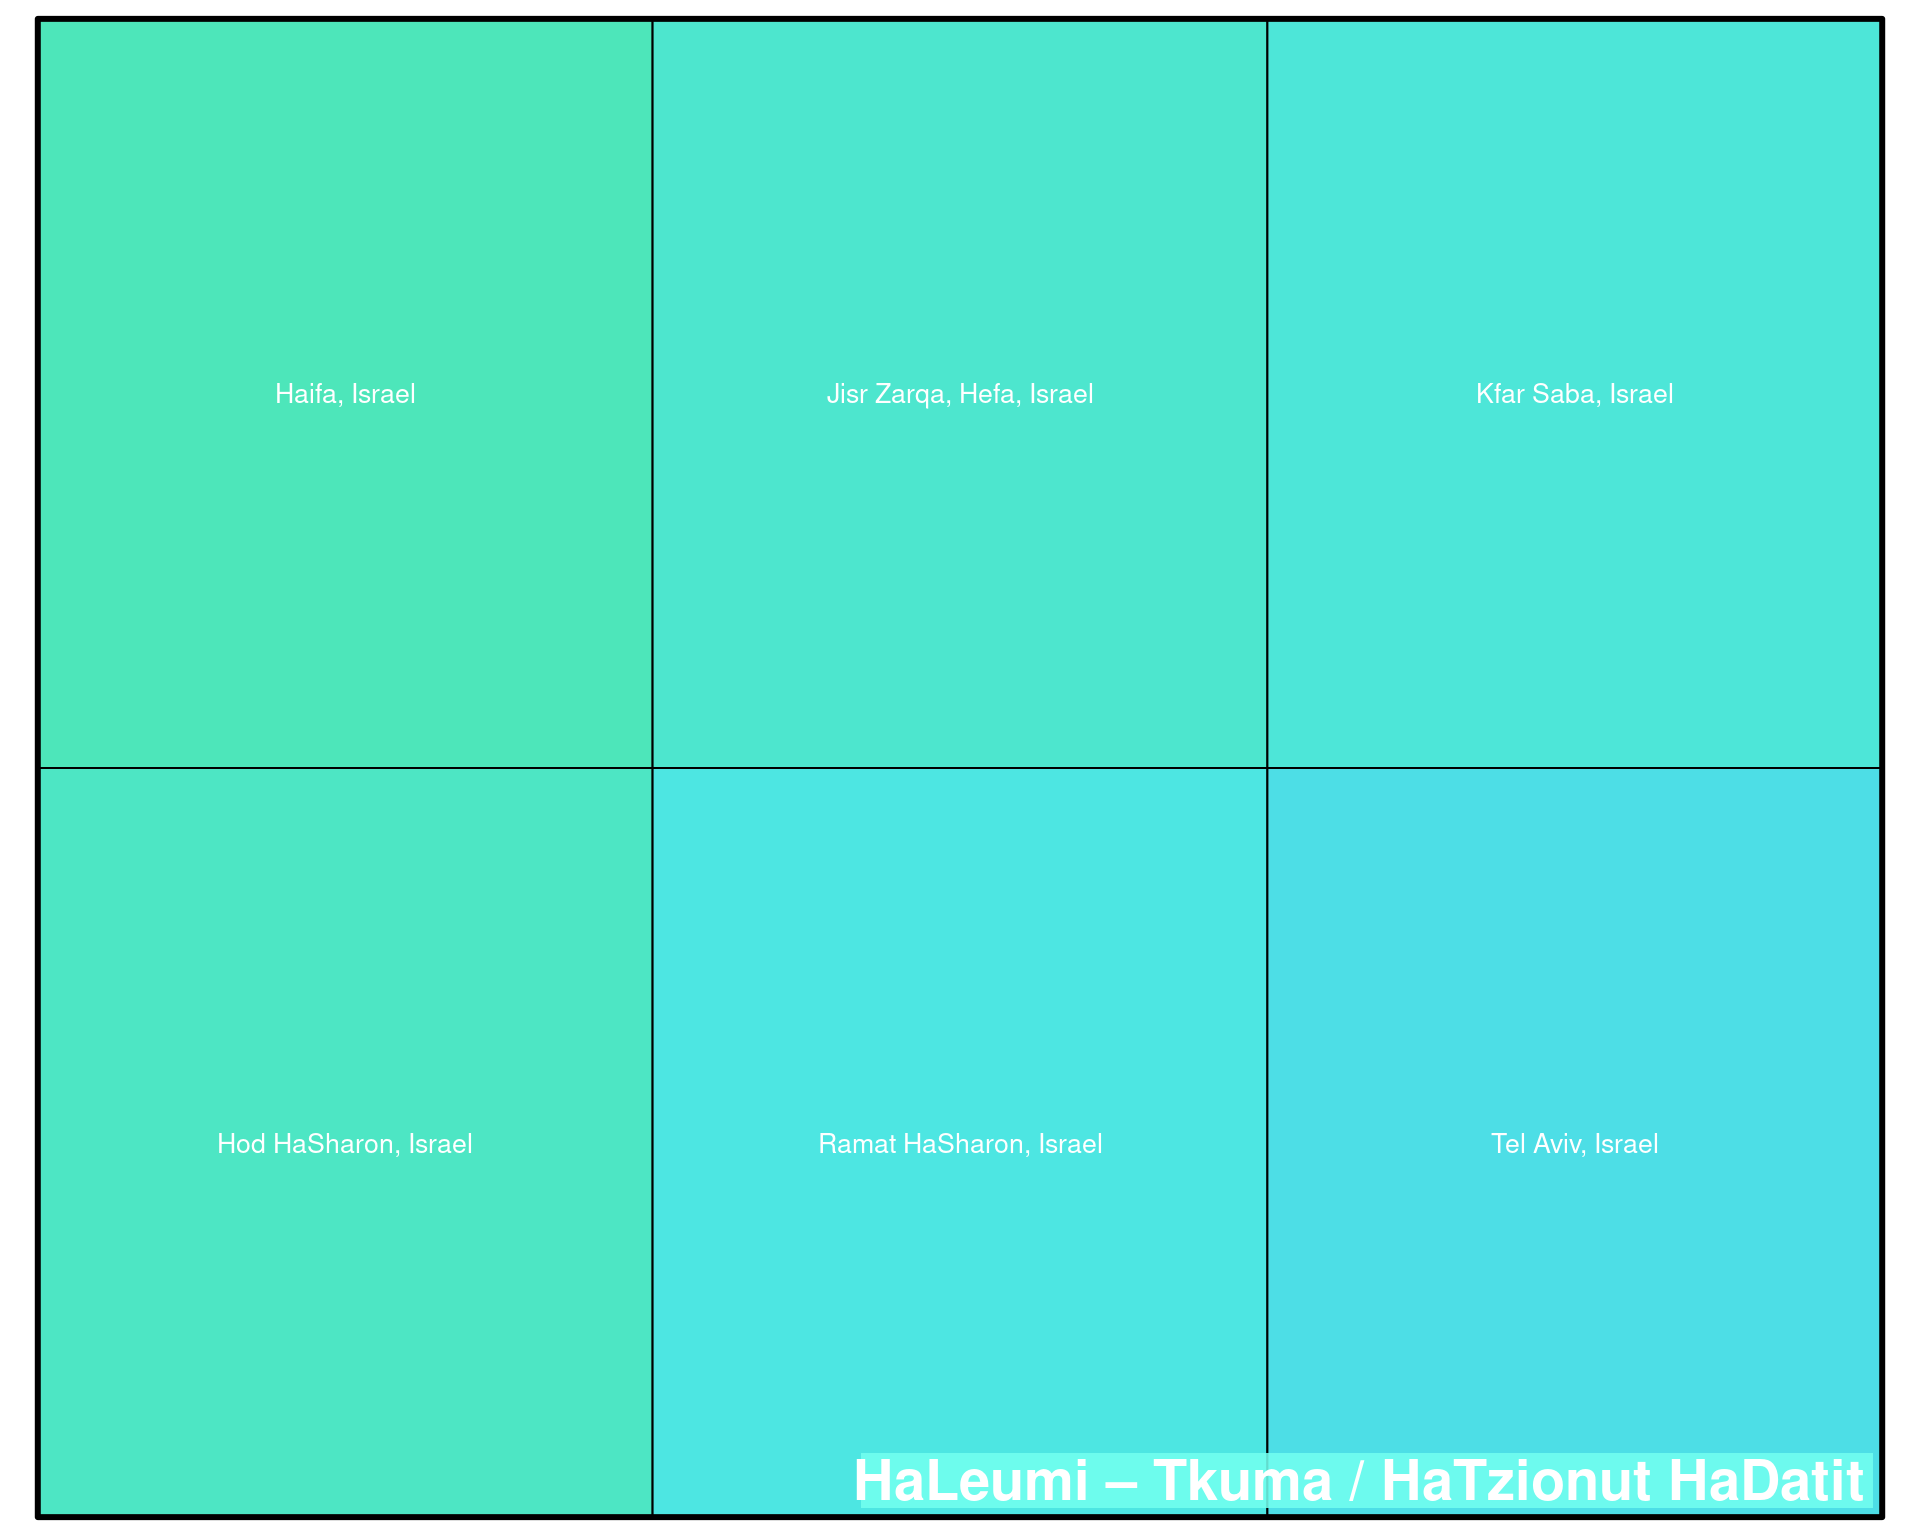 Haifa, Israel
Jisr Zarqa, Hefa, Israel
Kfar Saba, Israel
Hod HaSharon, Israel
Ramat HaSharon, Israel
Tel Aviv, Israel
HaLeumi – Tkuma / HaTzionut HaDatit